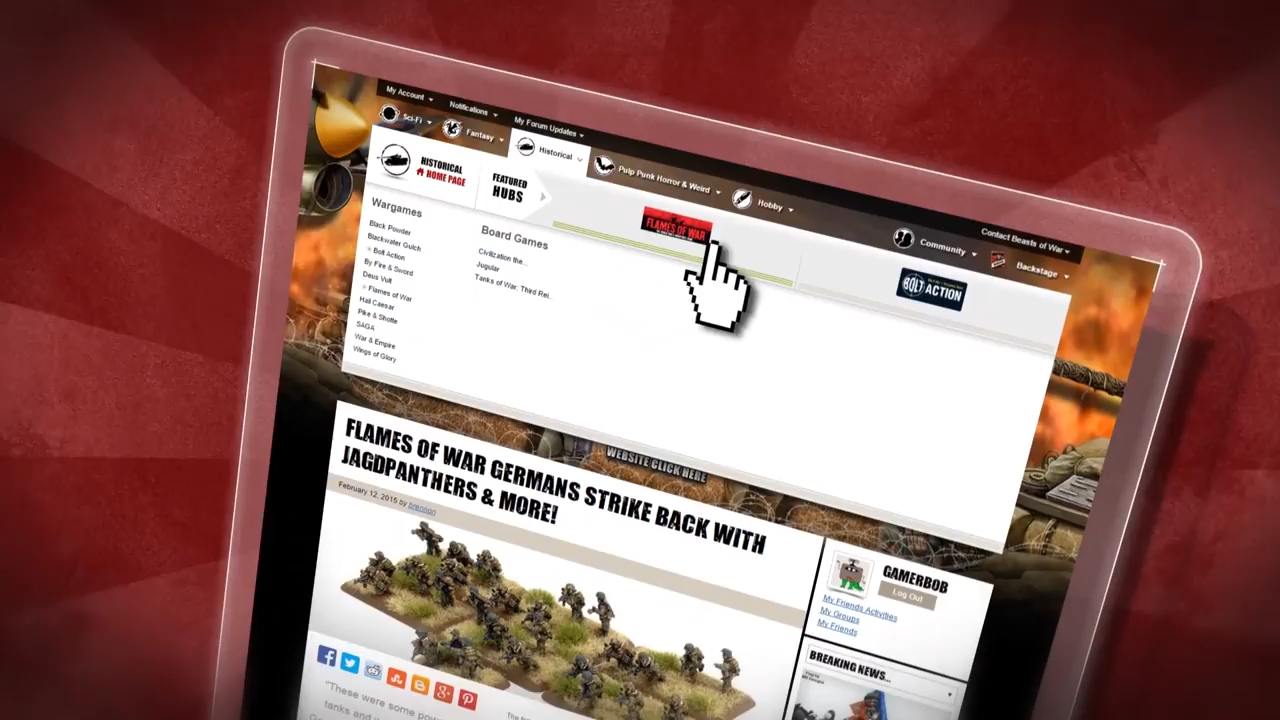 My Account
Notifications
My Forum Updates
Contact Beasts of War
Sci-Fi
Fantasy
Historical
Pulp Punk Horror & Weird
Hobby
Community
Backstage
HISTORICAL
HOME PAGE
FEATURED
HUBS
FLAMES OF WAR
BOLT ACTION
Wargames
Black Powder
Blackwater Gulch
Bolt Action
By Fire & Sword
Deus Vult
Flames of War
Hail Caesar
Pike & Shotte
SAGA
War & Empire
Wings of Glory
Board Games
Civilization the...
Jugular
Tanks of War: Third Rei...
WEBSITE CLICK HERE
FLAMES OF WAR GERMANS STRIKE BACK WITH
JAGDPANTHERS & MORE!
February 12, 2015 by brennon
GAMERBOB
Log Out
My Friends Activities
My Groups
My Friends
BREAKING NEWS...
"These were some
tanks and